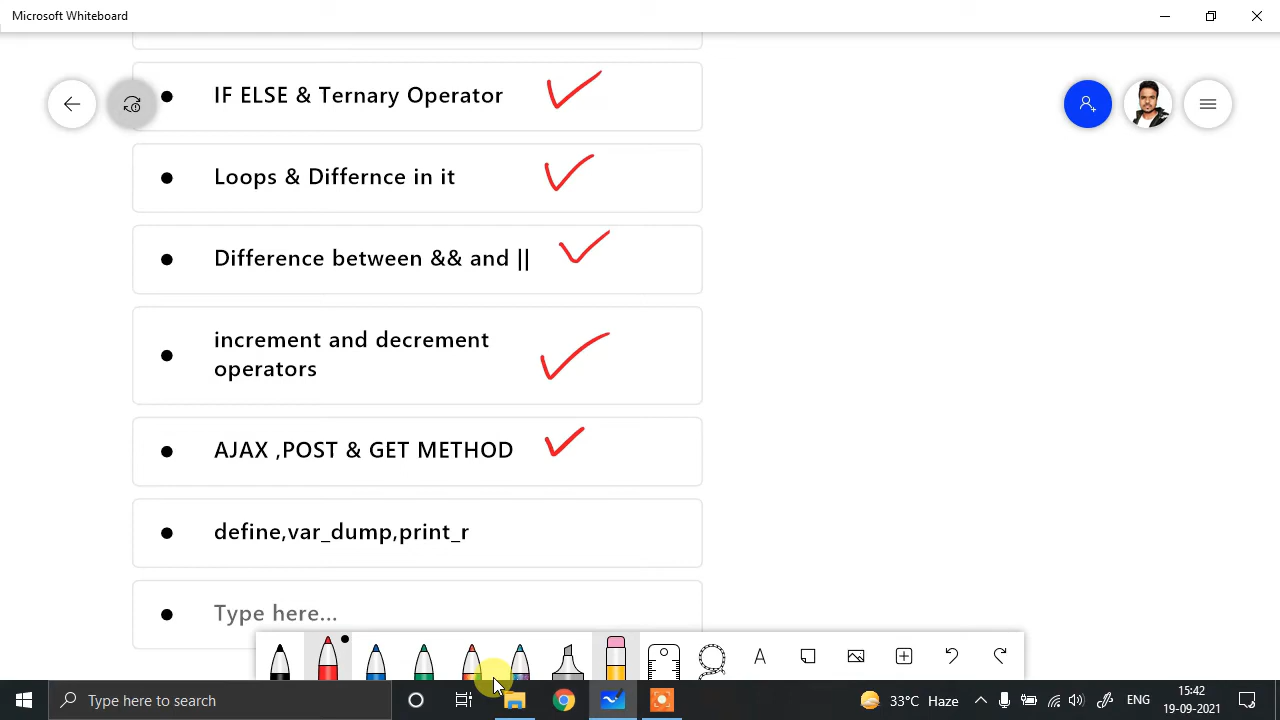 Microsoft Whiteboard
IF ELSE & Ternary Operator
Loops & Differnce in it
Difference between && and ||
increment and decrement
operators
AJAX ,POST & GET METHOD
define,var_dump,print_r
Type here...
A
Type here to search
33°C Haze
ENG
15:42
19-09-2021